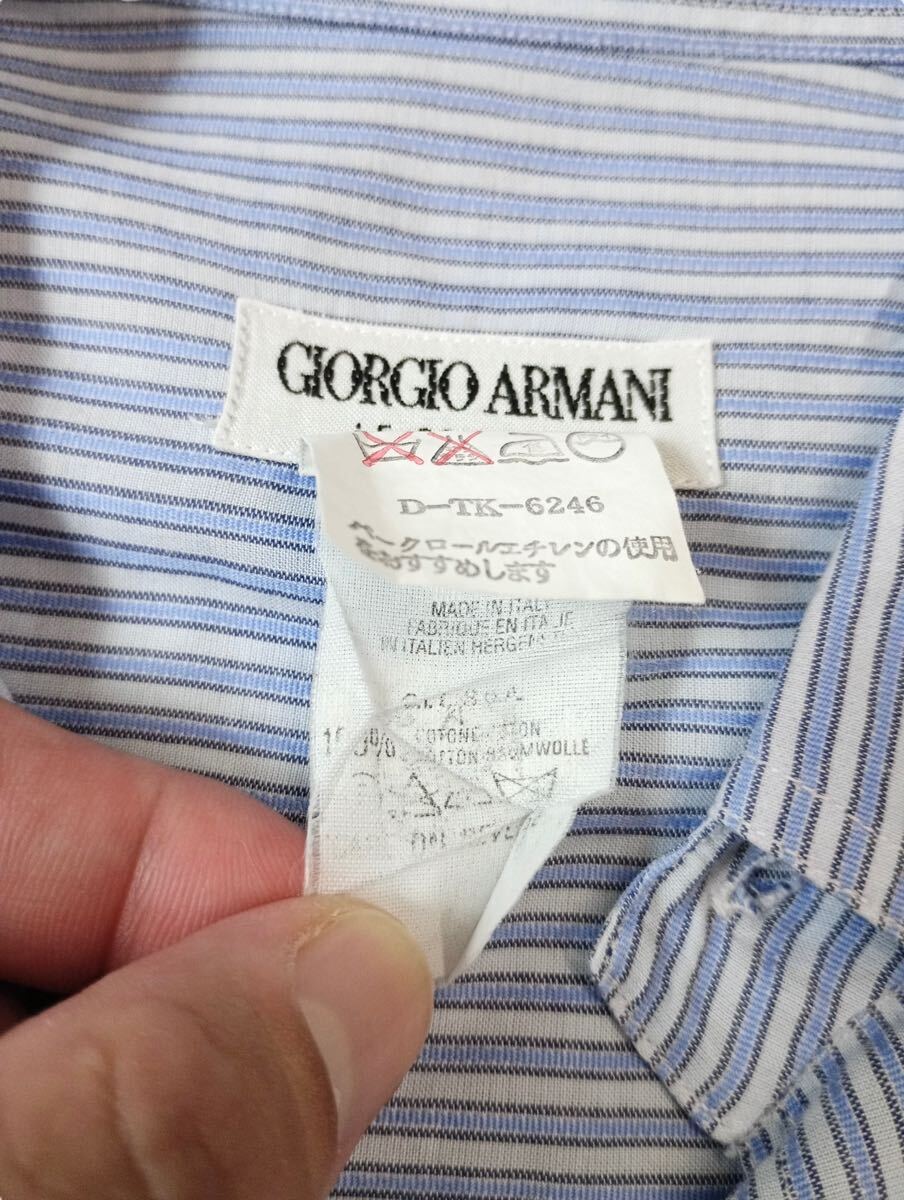 GIORGIO ARMANI
D-TK-6246
パークロールエチレンの使用
をおすすめします
MADE IN ITALY
FABRIQUE EN ITALIE
IN ITALIEN HERGE
COTONE-COTON
COTTON-BAUMWOLLE